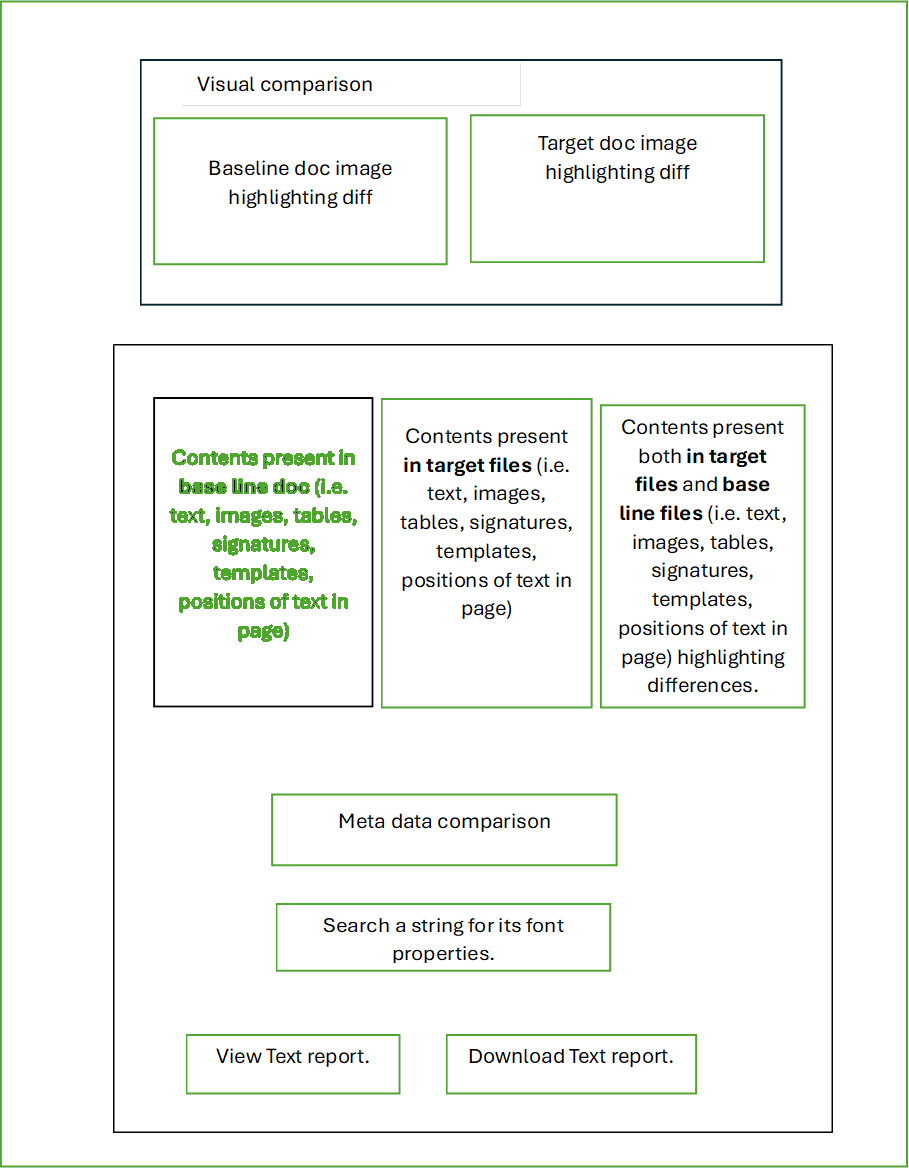 Visual comparison
Baseline doc image
highlighting diff
Target doc image
highlighting diff
Contents present in
base line doc (i.e.
text, images, tables,
signatures,
templates,
positions of text in
page)
Contents present
in target files (i.e.
text, images,
tables, signatures,
templates,
positions of text in
page)
Contents present
both in target
files and base
line files (i.e. text,
images, tables,
signatures,
templates,
positions of text in
page) highlighting
differences.
Meta data comparison
Search a string for its font
properties.
View Text report.
Download Text report.